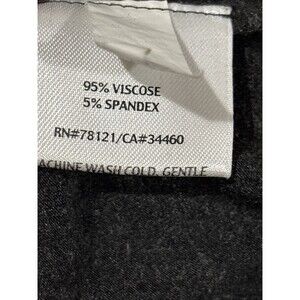 95% VISCOSE
5% SPANDEX
RN#78121/CA#34460
MACHINE WASH COLD, GENTLE